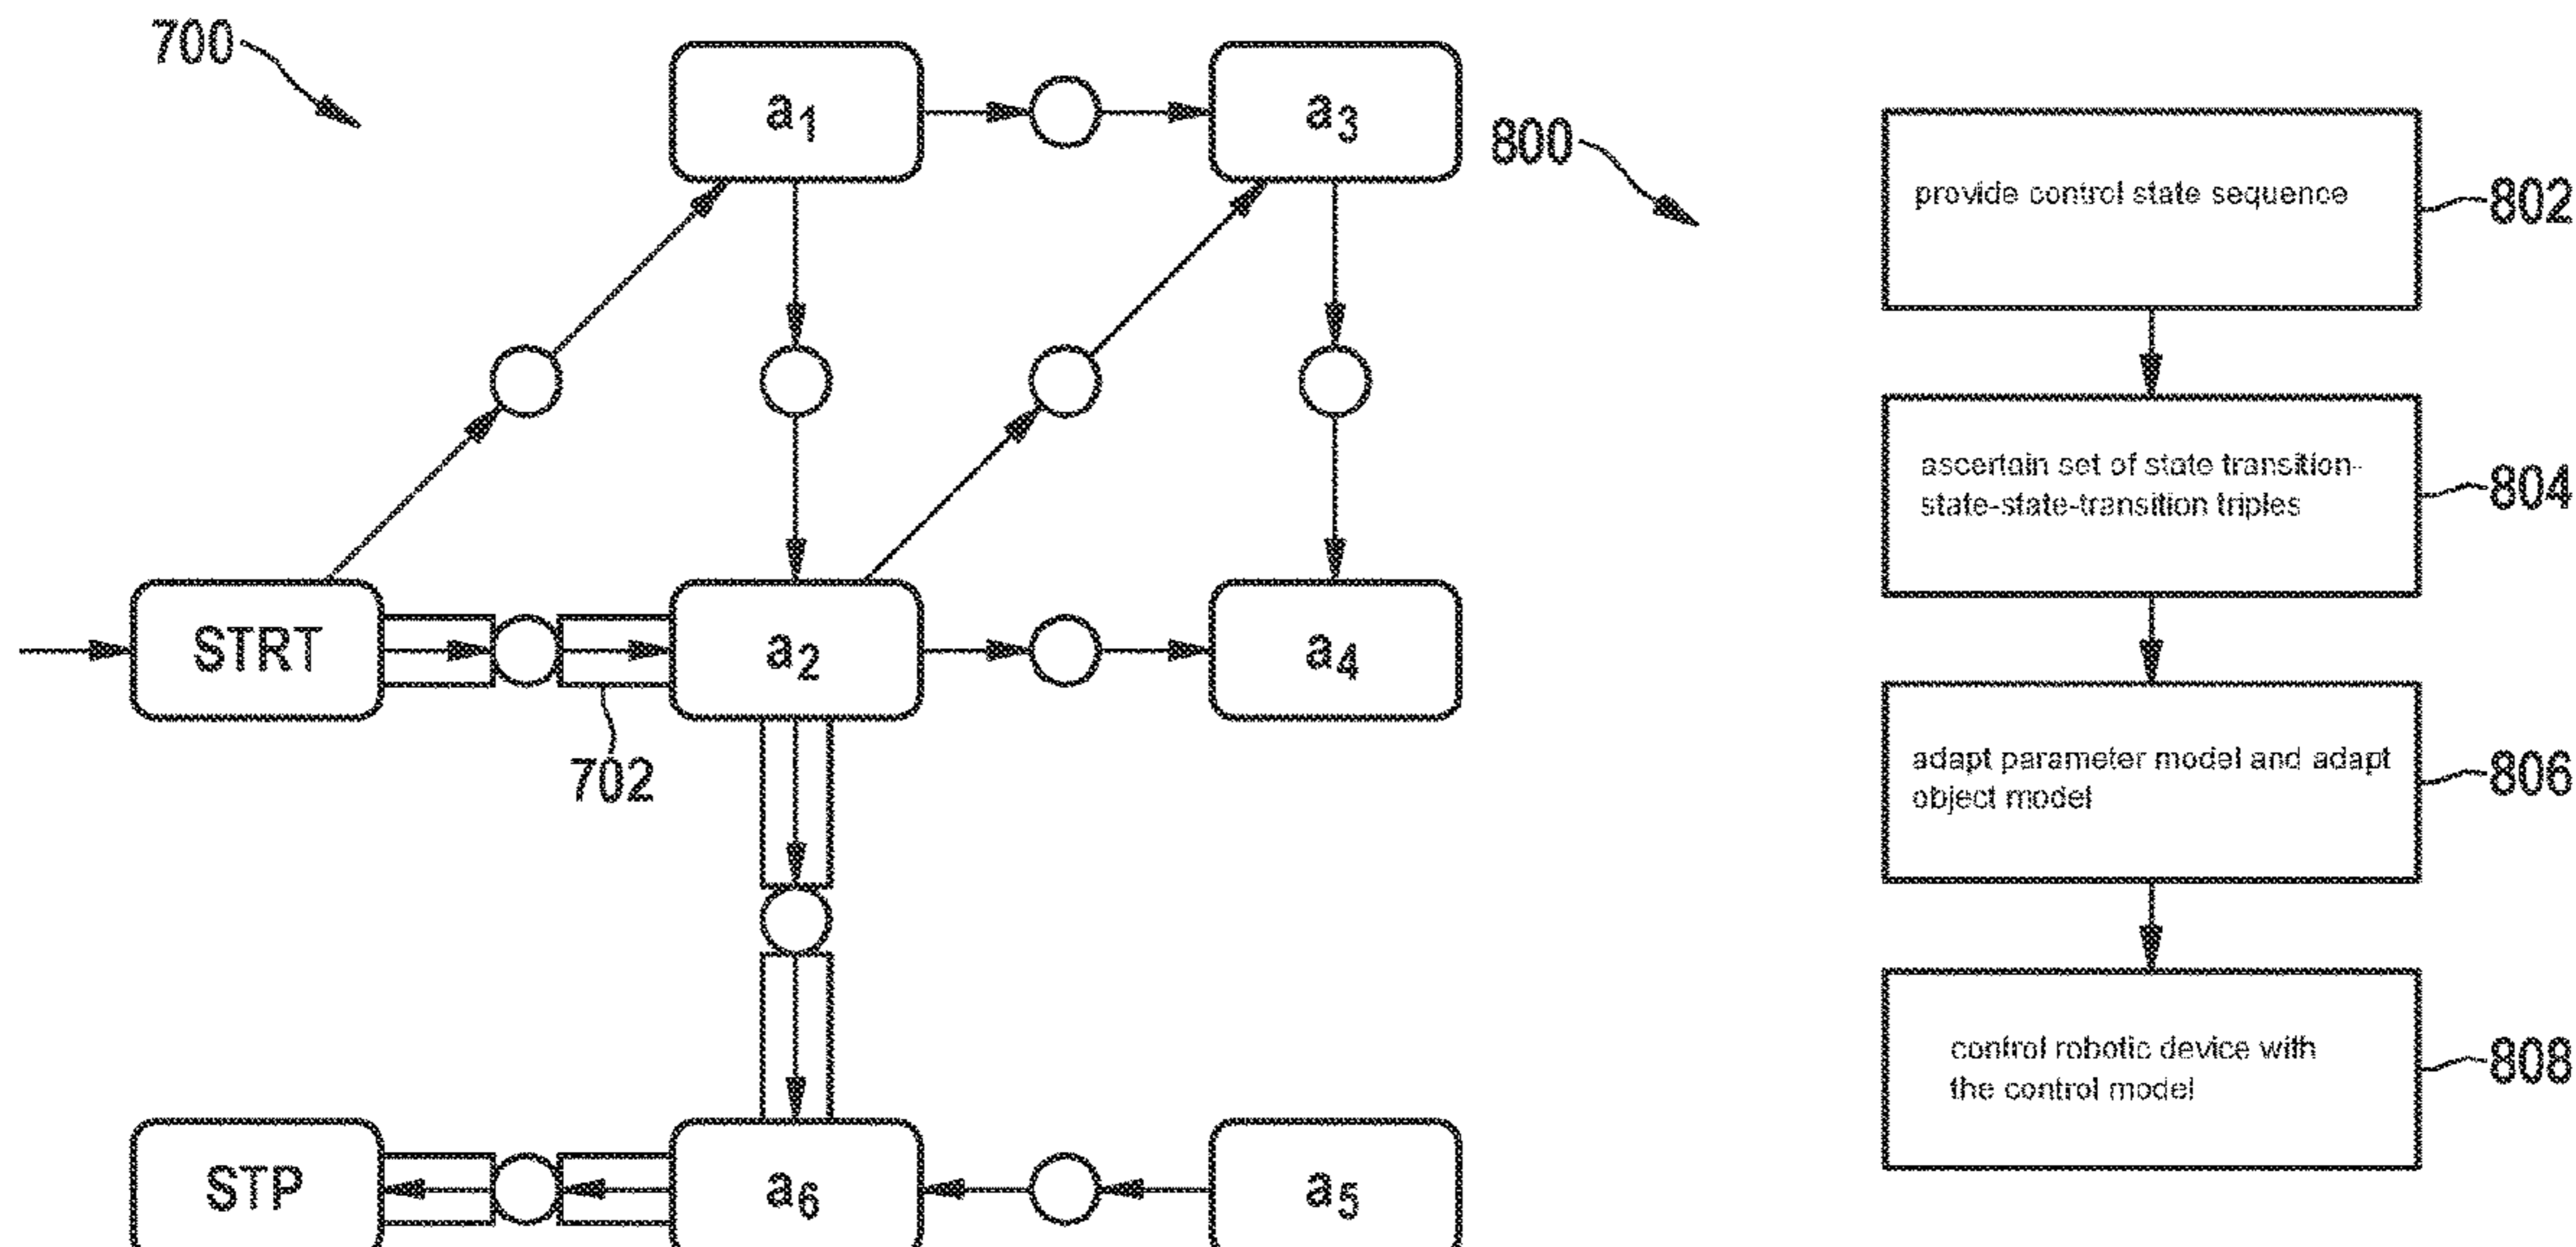 700
a1
a3
STRT
a2
a4
702
STP
a6
a5
800
provide control state sequence
802
ascertain set of state transition-
state-state-transition triples
804
adapt parameter model and adapt
object model
806
control robotic device with
the control model
808